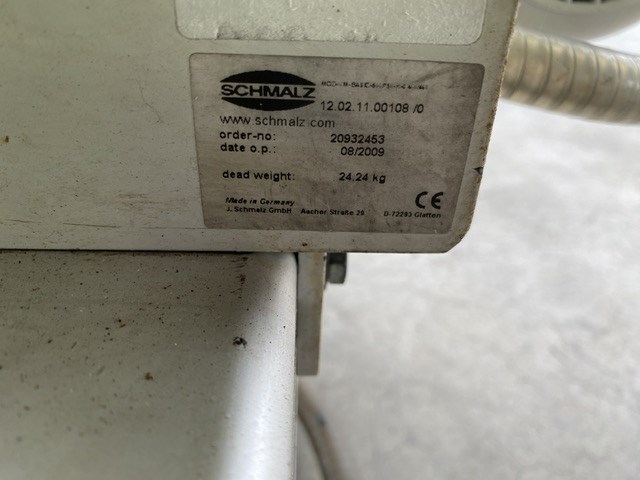 SCHMALZ
12.02.11.00108 /0
www.schmalz.com
order-no: 20932453
date o.p.: 08/2009
dead weight: 24.24 kg
Made in Germany CE
J. Schmalz GmbH Aacher Straße 29 D-72293 Glatten